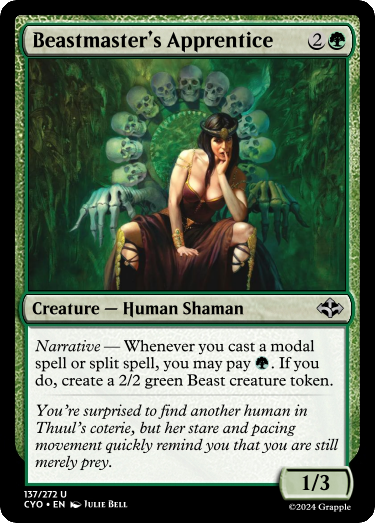 Beastmaster's Apprentice 2
Creature — Human Shaman
Narrative — Whenever you cast a modal
spell or split spell, you may pay . If you
do, create a 2/2 green Beast creature token.
You're surprised to find another human in
Thuul's coterie, but her stare and pacing
movement quickly remind you that you are still
merely prey.
1/3
137/272 U
CYO • EN Julie Bell
©2024 Grapple